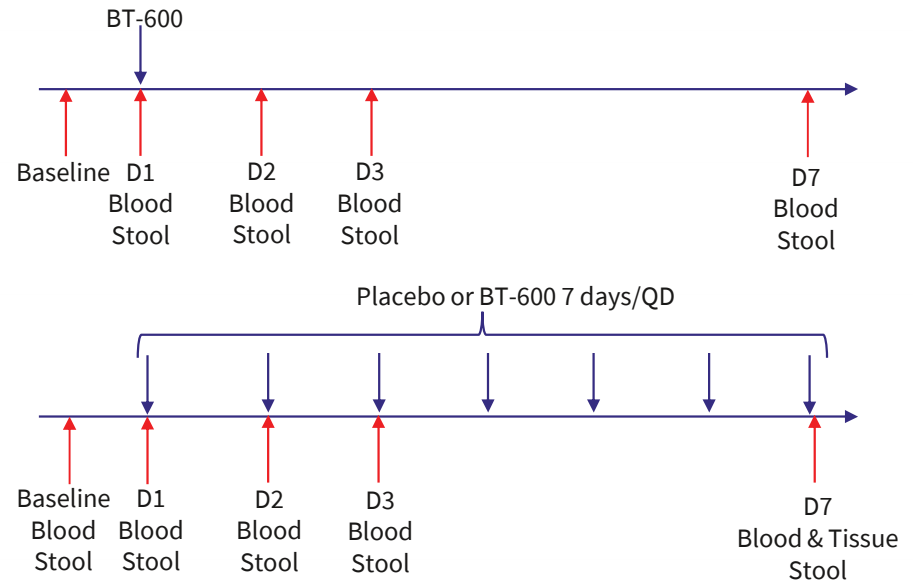 BT-600
Baseline
D1
Blood
Stool
D2
Blood
Stool
D3
Blood
Stool
D7
Blood
Stool
Placebo or BT-600 7 days/QD
Baseline
Blood
Stool
D1
Blood
Stool
D2
Blood
Stool
D3
Blood
Stool
D7
Blood & Tissue
Stool